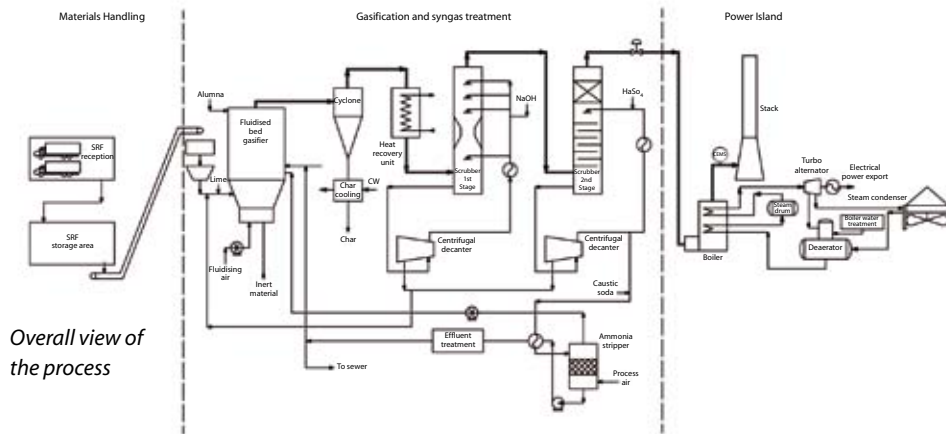 Materials Handling
Gasification and syngas treatment
Power Island
Alumna
SRF
reception
SRF
storage area
Lime
Fluidised
bed
gasifier
Fluidising
air
Inert
material
Cyclone
Char
cooling
CW
Char
Heat
recovery
unit
Scrubber
1st Stage
NaOH
Centrifugal
decanter
Scrubber
2nd Stage
HaSo4
Centrifugal
decanter
Caustic
soda
Effluent
treatment
To sewer
Ammonia
stripper
Process
air
Stack
CEMS
Boiler
Steam
drum
Turbo
alternator
Electrical
power export
Steam condenser
Boiler water
treatment
Deaerator
Overall view of
the process